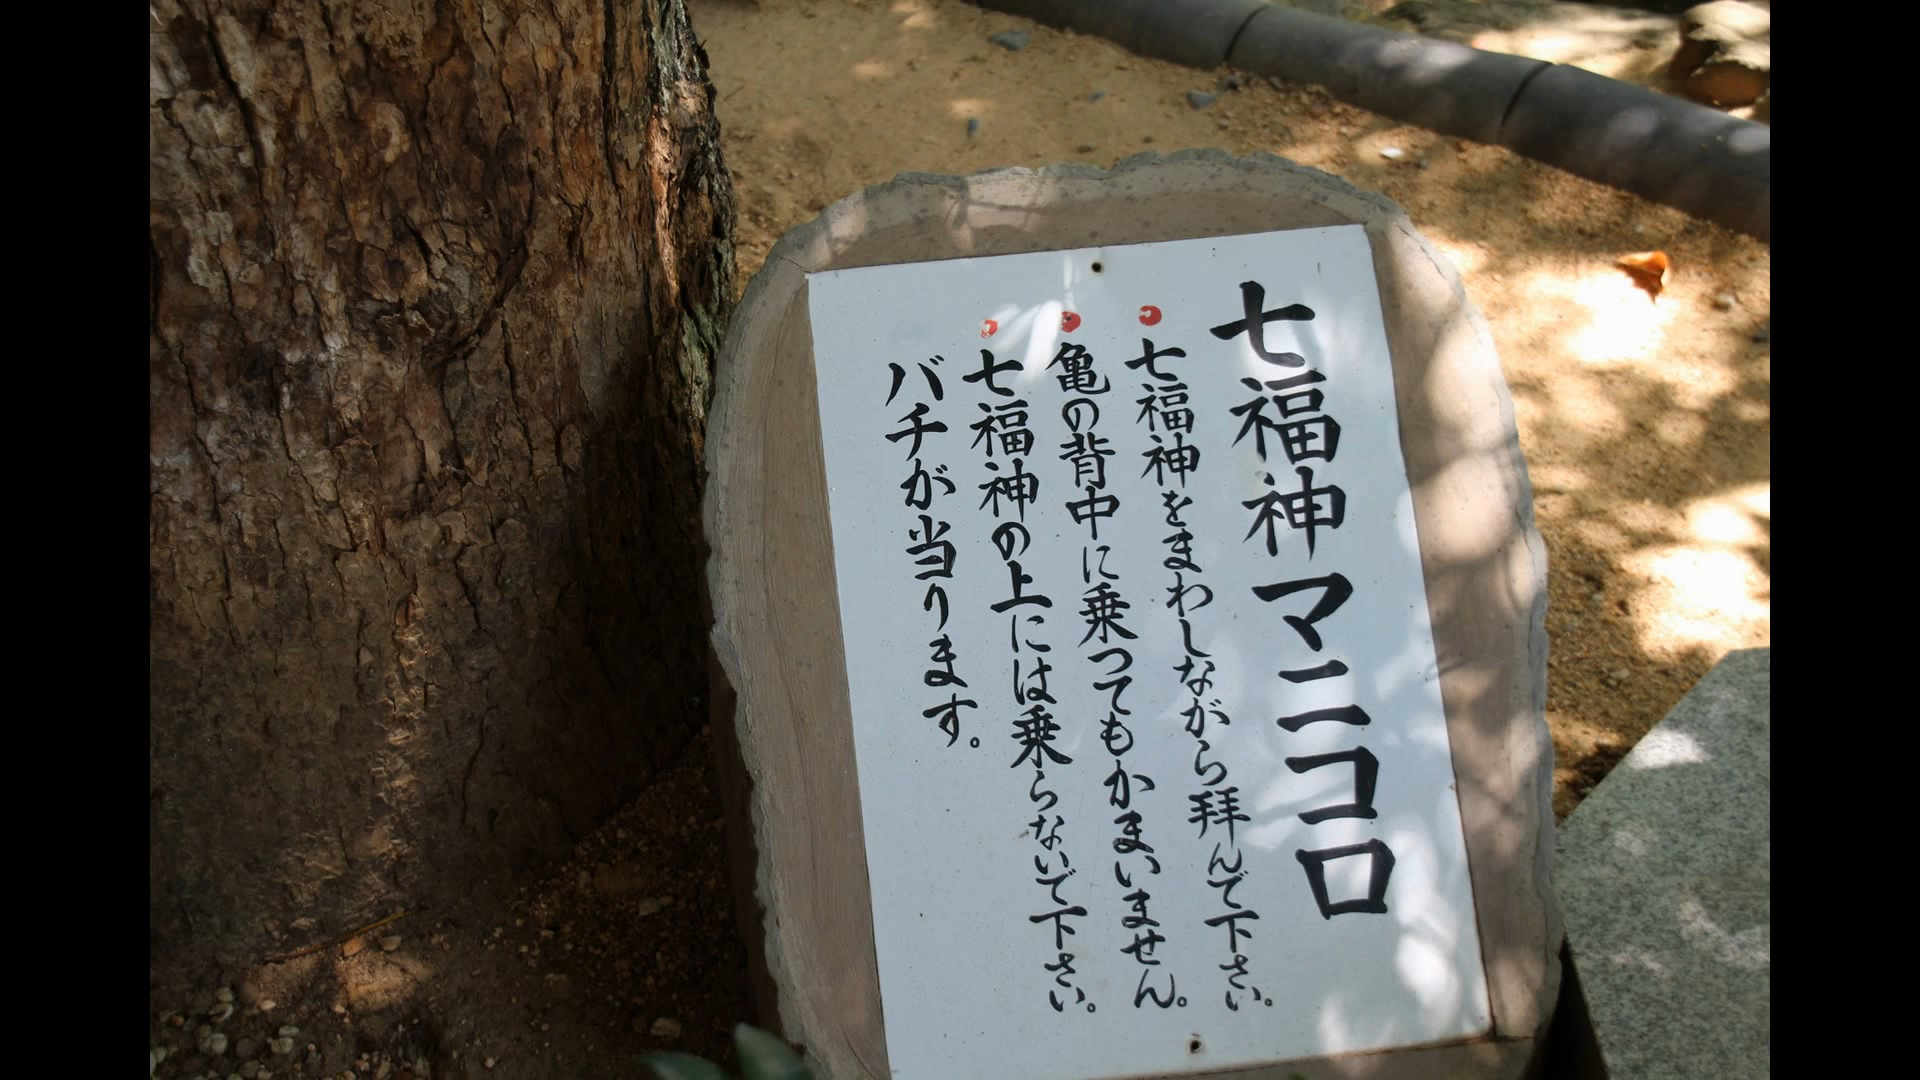 七福神マニコロ
七福神をまわしながら拝んで下さい。
亀の背中に乗つてもかまいません。
七福神の上には乗らないで下さい。
バチが当ります。